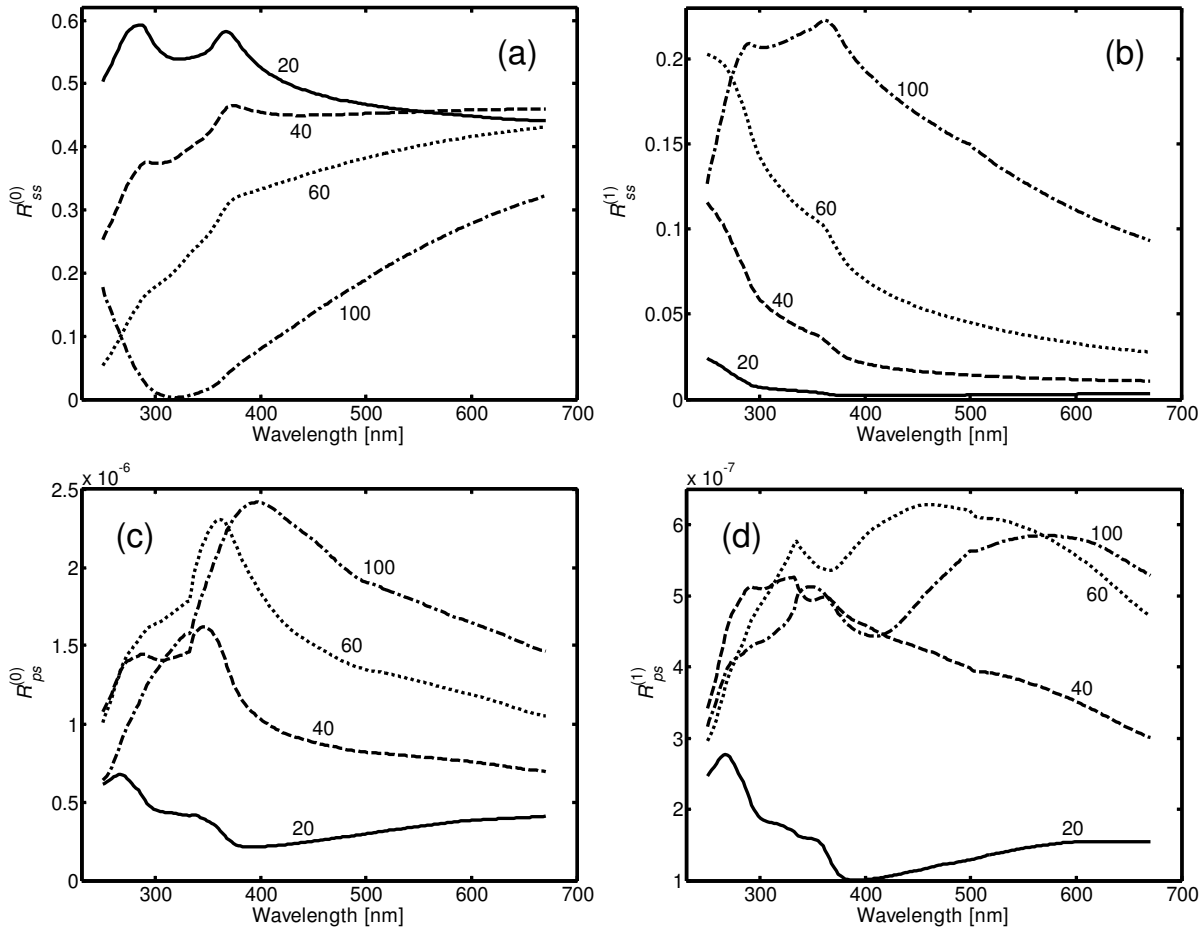 0.6
0.5
0.4
0.3
0.2
0.1
0
R_ss^(0)
300 400 500 600 700
Wavelength [nm]
(a)
20
40
60
100
0.2
0.15
0.1
0.05
0
R_ss^(1)
300 400 500 600 700
Wavelength [nm]
(b)
100
60
40
20
x 10^-6
2.5
2
1.5
1
0.5
0
R_ps^(0)
300 400 500 600 700
Wavelength [nm]
(c)
100
60
40
20
x 10^-7
6
5
4
3
2
1
R_ps^(1)
300 400 500 600 700
Wavelength [nm]
(d)
100
60
40
20